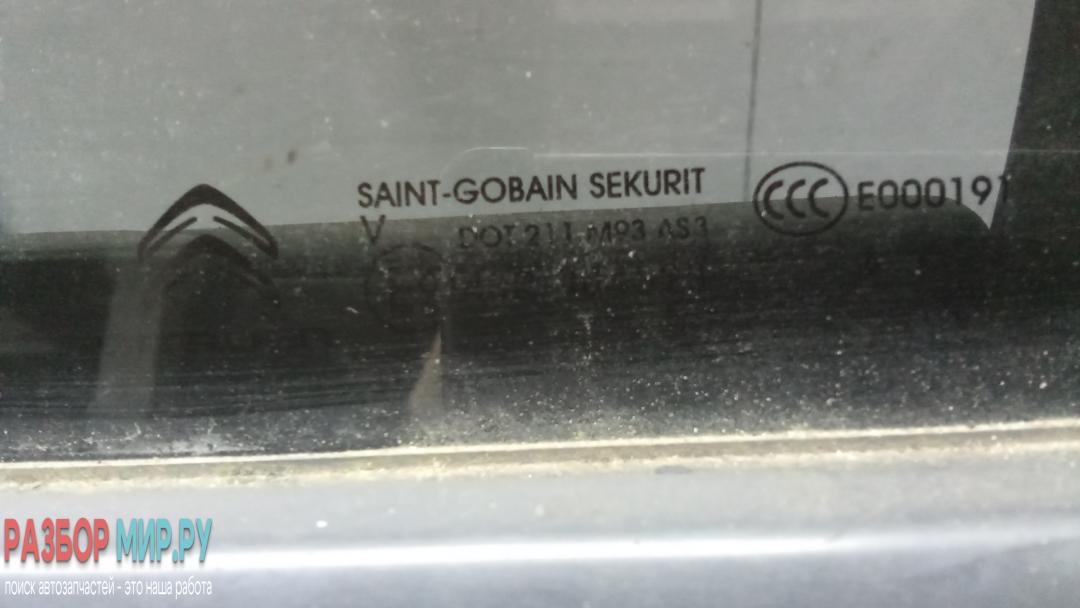 SAINT-GOBAIN SEKURIT
CCC E000191
V DOT 211 M93 AS3
РАЗБОР МИР.РУ
поиск автозапчастей - это наша работа